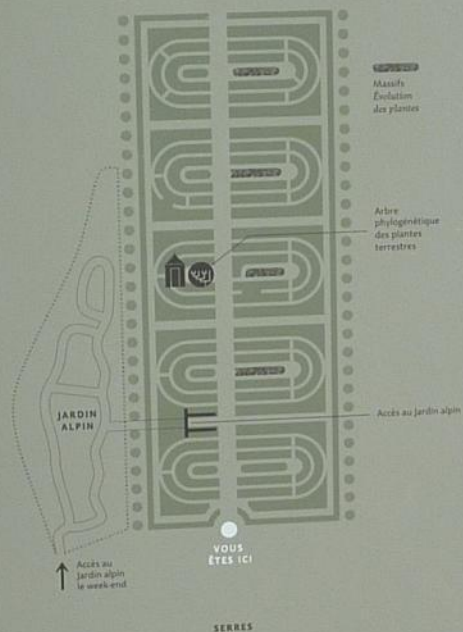 Massifs
Évolution
des plantes
Arbre
phylogénétique
des plantes
terrestres
JARDIN
ALPIN
Accès au Jardin alpin
VOUS
ÊTES ICI
Accès au
Jardin alpin
le week-end
SERRES